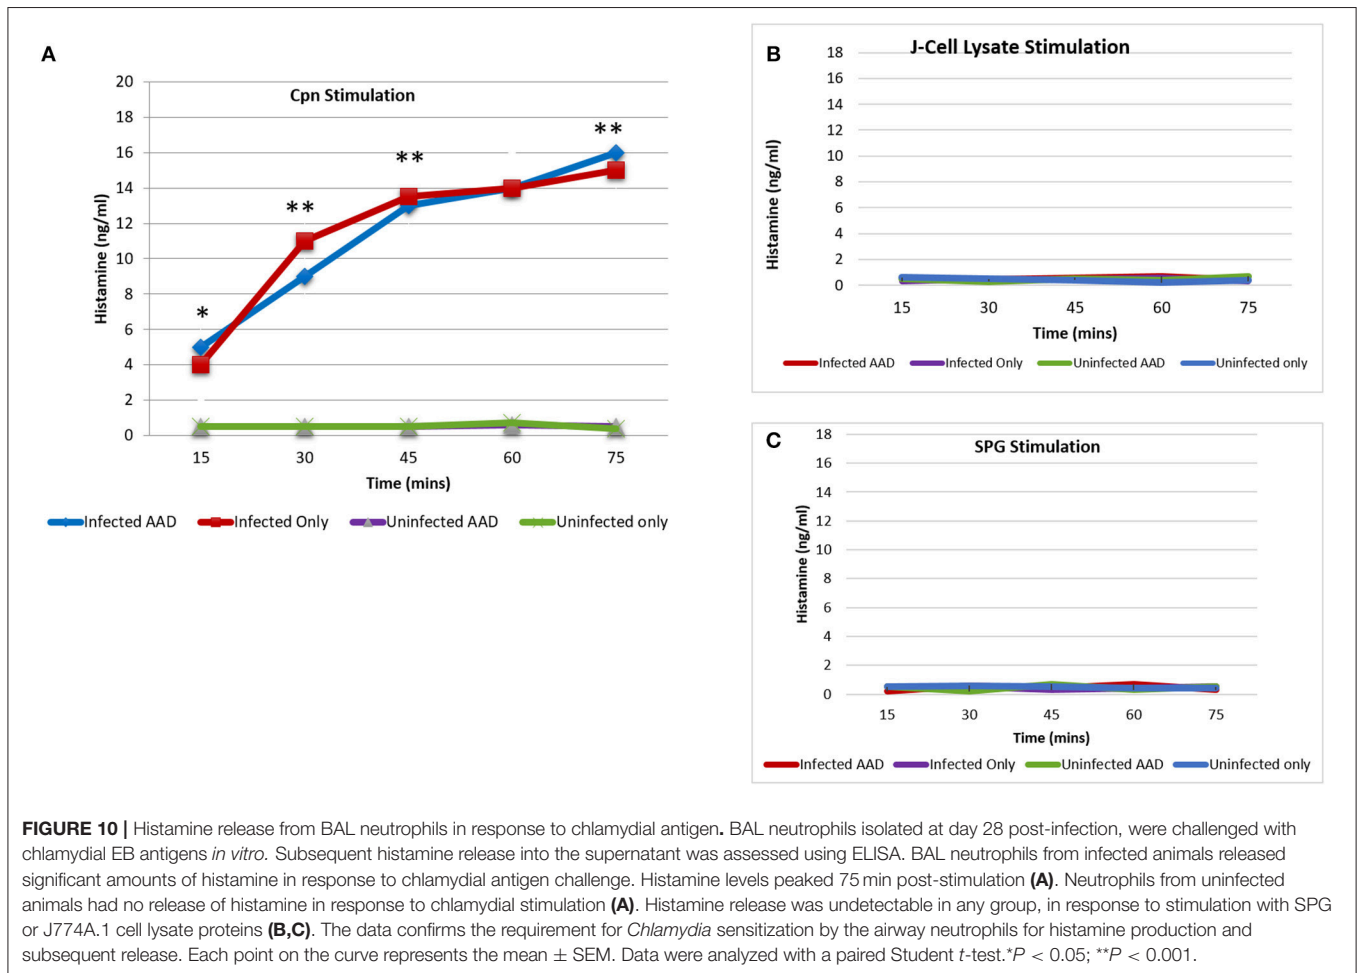 A
Cpn Stimulation
20
18
16
14
12
10
8
6
4
2
0
Histamine (ng/ml)
*
**
**
**
15 30 45 60 75
Time (mins)
Infected AAD Infected Only Uninfected AAD Uninfected only
B
J-Cell Lysate Stimulation
18
16
14
12
10
8
6
4
2
0
Histamine (ng/ml)
15 30 45 60 75
Time (mins)
Infected AAD Infected Only Uninfected AAD Uninfected only
C
SPG Stimulation
18
16
14
12
10
8
6
4
2
0
Histamine (ng/ml)
15 30 45 60 75
Time (mins)
Infected AAD Infected Only Uninfected AAD Uninfected only
FIGURE 10 | Histamine release from BAL neutrophils in response to chlamydial antigen. BAL neutrophils isolated at day 28 post-infection, were challenged with
chlamydial EB antigens in vitro. Subsequent histamine release into the supernatant was assessed using ELISA. BAL neutrophils from infected animals released
significant amounts of histamine in response to chlamydial antigen challenge. Histamine levels peaked 75 min post-stimulation (A). Neutrophils from uninfected
animals had no release of histamine in response to chlamydial stimulation (A). Histamine release was undetectable in any group, in response to stimulation with SPG
or J774A.1 cell lysate proteins (B,C). The data confirms the requirement for Chlamydia sensitization by the airway neutrophils for histamine production and
subsequent release. Each point on the curve represents the mean ± SEM. Data were analyzed with a paired Student t-test.*P < 0.05; **P < 0.001.